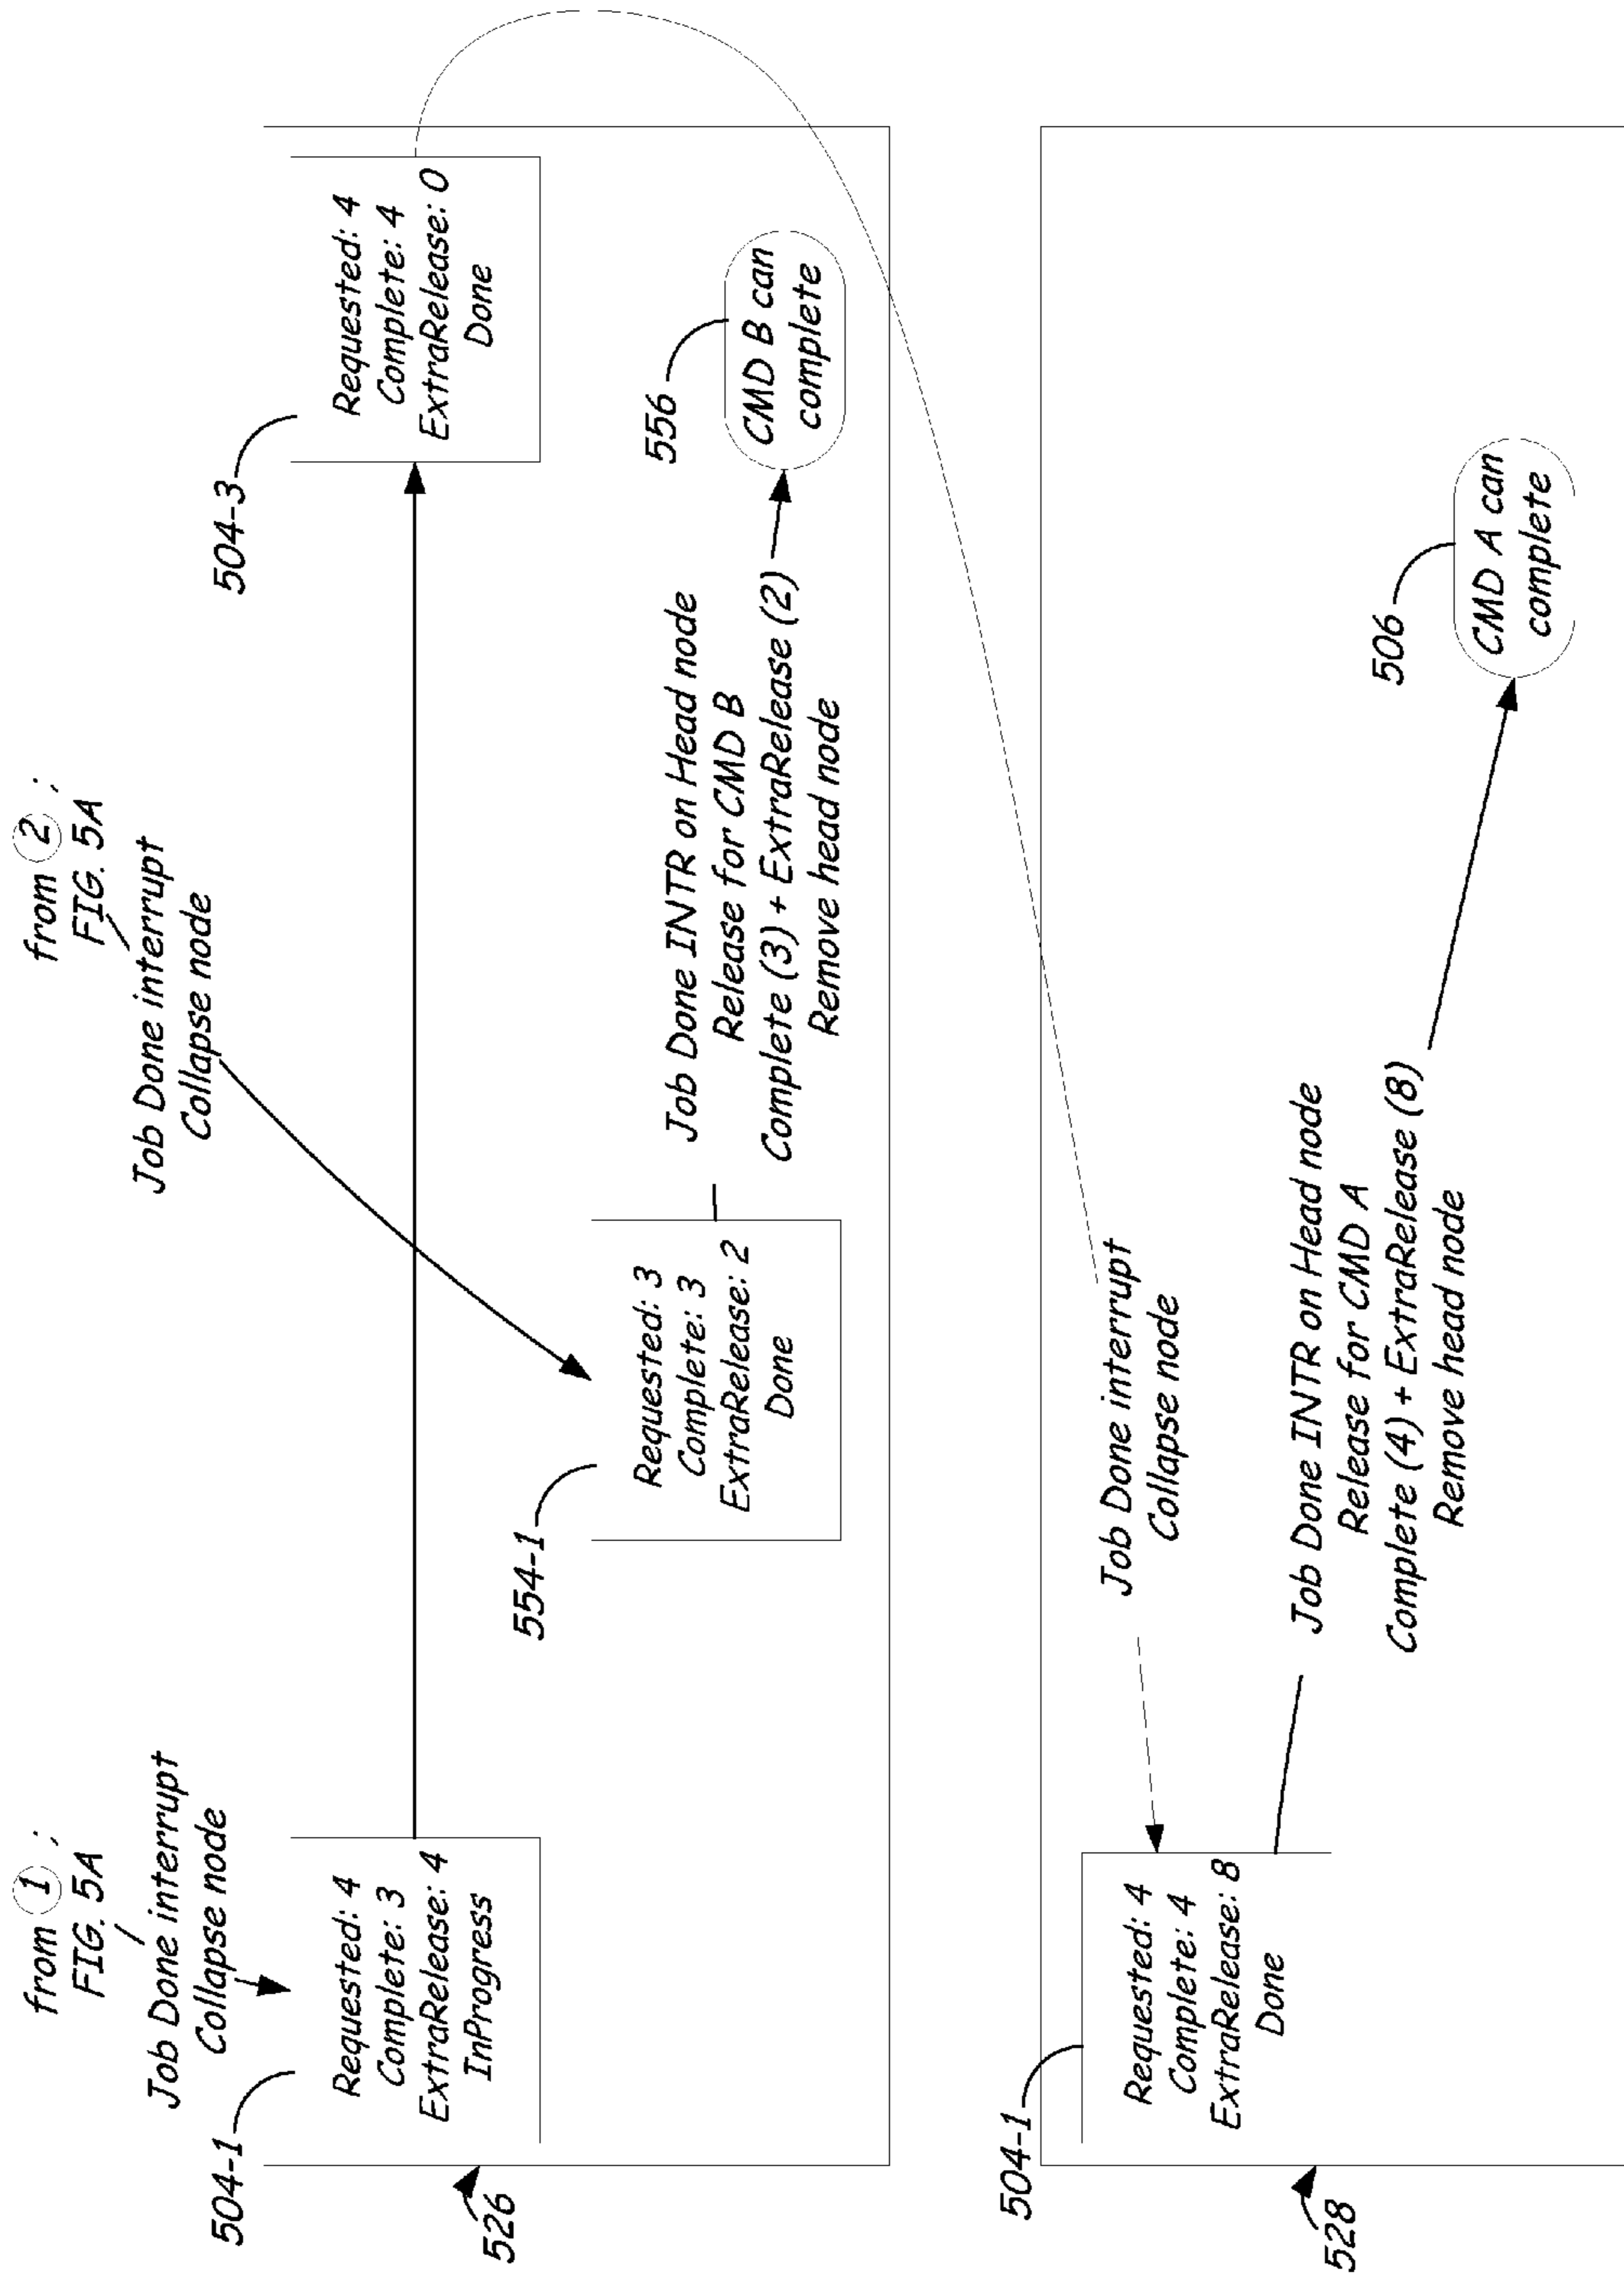 from 1 ;
FIG. 5A
Job Done interrupt
Collapse node
from 2 ;
FIG. 5A
Job Done interrupt
Collapse node
504-1
Requested: 4
Complete: 3
ExtraRelease: 4
InProgress
504-3
Requested: 4
Complete: 4
ExtraRelease: 0
Done
526
554-1
Requested: 3
Complete: 3
ExtraRelease: 2
Done
Job Done INTR on Head node
Release for CMD B
Complete (3) + ExtraRelease (2)
Remove head node
556
CMD B can
complete
504-1
Requested: 4
Complete: 4
ExtraRelease: 8
Done
Job Done interrupt
Collapse node
528
Job Done INTR on Head node
Release for CMD A
Complete (4) + ExtraRelease (8)
Remove head node
506
CMD A can
complete